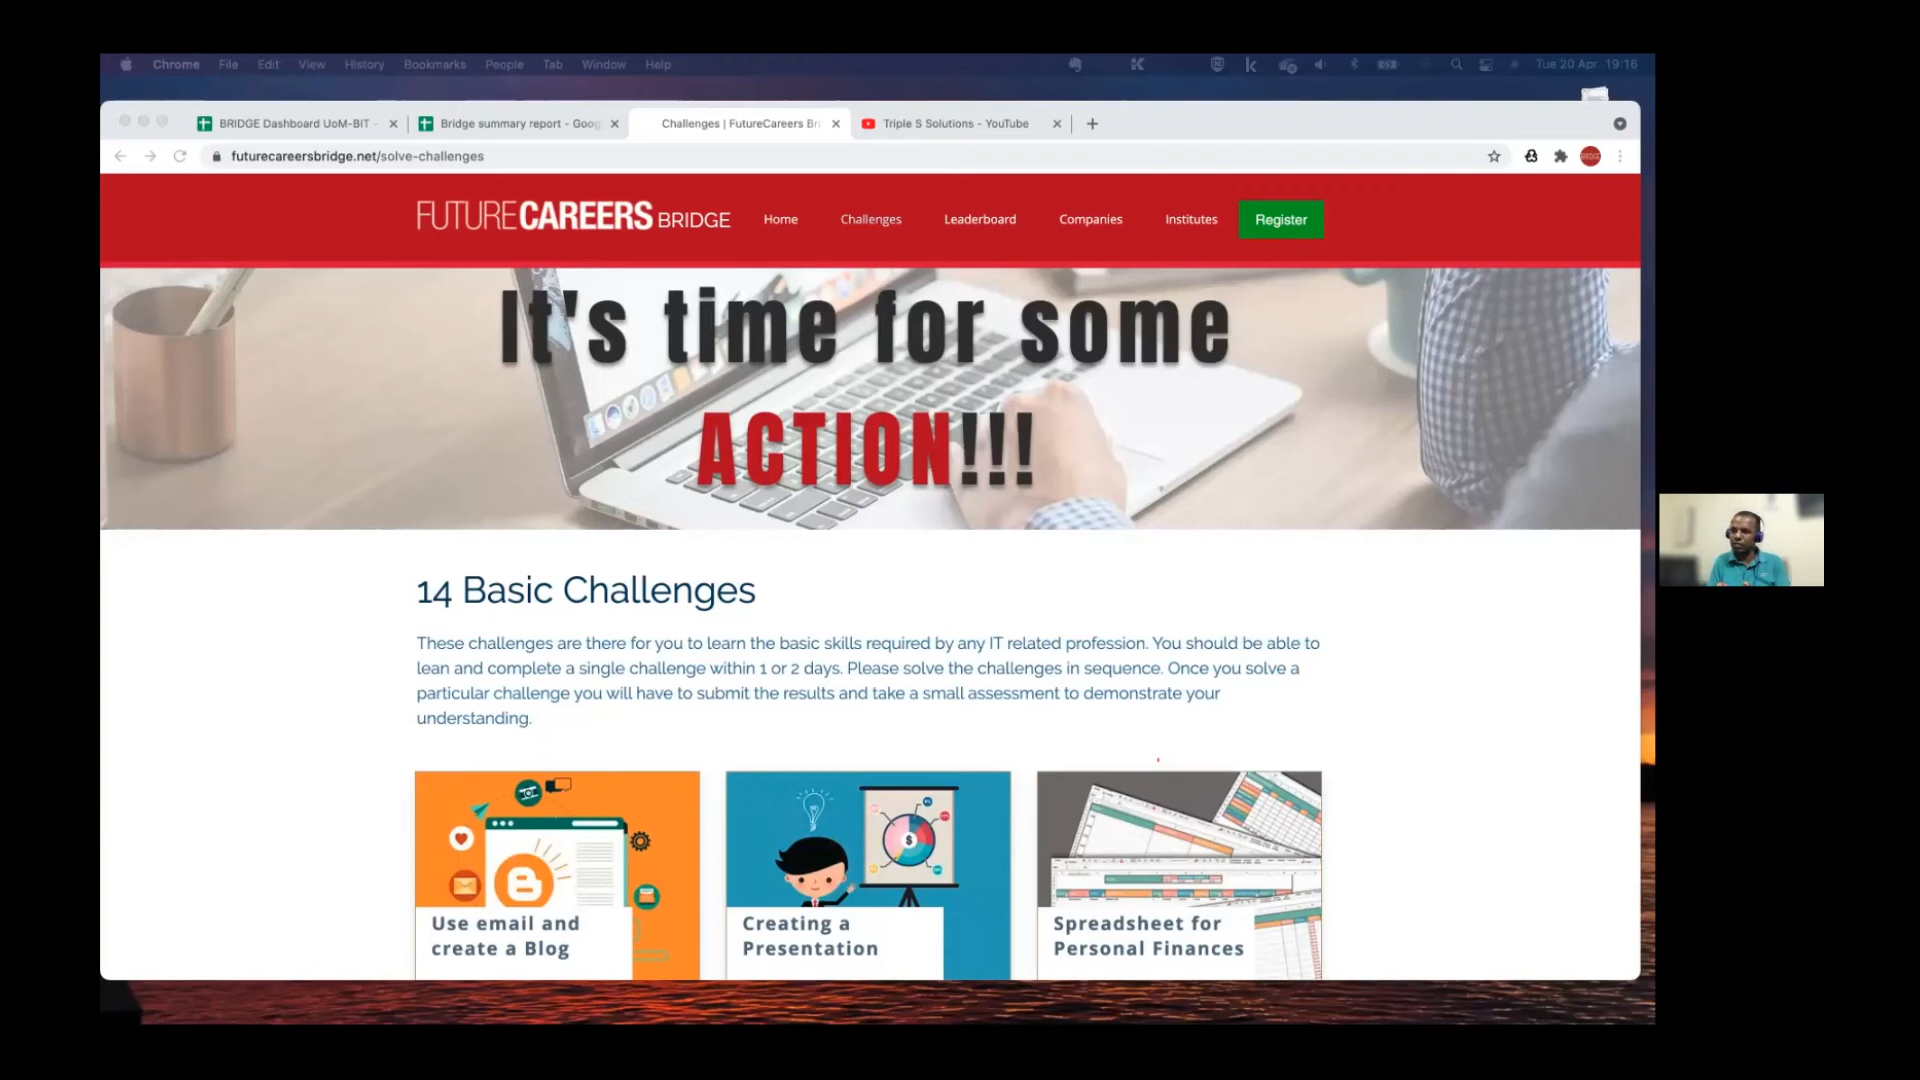 Chrome File Edit View History Bookmarks People Tab Window Help Tue 20 Apr 19:16
BRIDGE Dashboard UoM-BIT - Bridge summary report - Goog Challenges | FutureCareers Bri Triple S Solutions - YouTube
futurecareersbridge.net/solve-challenges
FUTURECAREERS BRIDGE Home Challenges Leaderboard Companies Institutes Register
It's time for some
ACTION!!!
14 Basic Challenges
These challenges are there for you to learn the basic skills required by any IT related profession. You should be able to
lean and complete a single challenge within 1 or 2 days. Please solve the challenges in sequence. Once you solve a
particular challenge you will have to submit the results and take a small assessment to demonstrate your
understanding.
Use email and
create a Blog
Creating a
Presentation
Spreadsheet for
Personal Finances